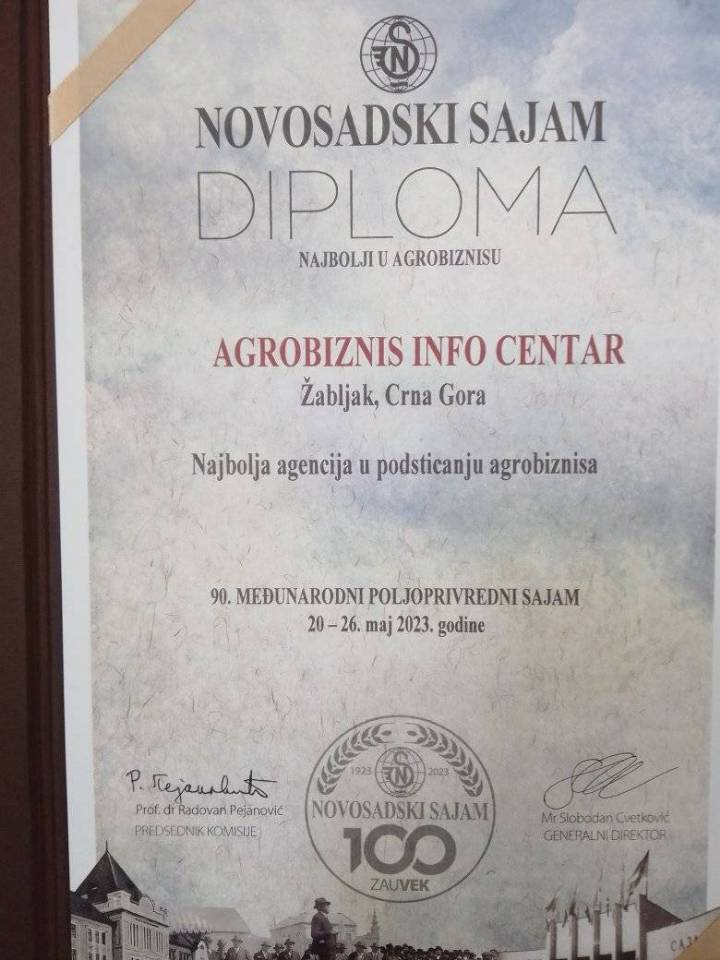 NOVOSADSKI SAJAM
DIPLOMA
NAJBOLJI U AGROBIZNISU
AGROBIZNIS INFO CENTAR
Žabljak, Crna Gora
Najbolja agencija u podsticanju agrobiznisa
90. MEĐUNARODNI POLJOPRIVREDNI SAJAM
20 – 26. maj 2023. godine
Prof. dr Radovan Pejanović
PREDSEDNIK KOMISIJE
1923 2023
NOVOSADSKI SAJAM
100
ZAUVEK
Mr Slobodan Cvetković
GENERALNI DIREKTOR